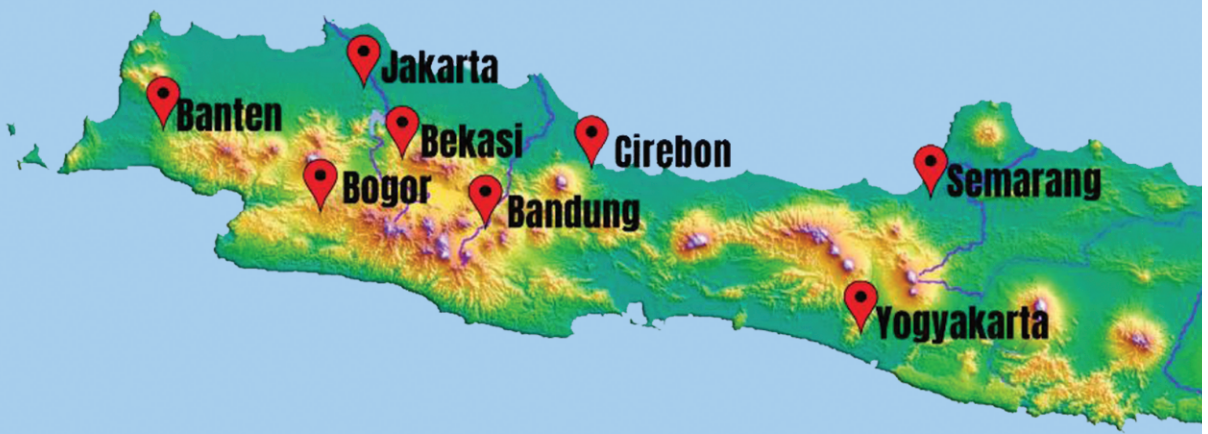 Jakarta
Banten
Bekasi
Cirebon
Bogor
Semarang
Bandung
Yogyakarta